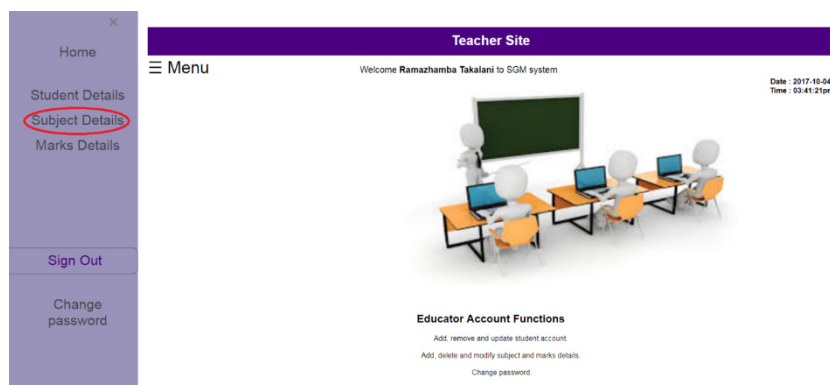 ×
Home
Student Details
Subject Details
Marks Details
Sign Out
Change
password
Teacher Site
☰ Menu
Welcome Ramazhamba Takalani to SGM system
Date : 2017-10-04
Time : 03:41:21pm
Educator Account Functions
Add, remove and update student account.
Add, delete and modify subject and marks details.
Change password.